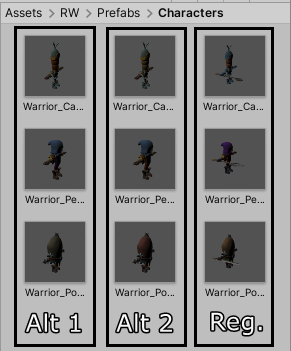 Assets > RW > Prefabs > Characters
Warrior_Ca... Warrior_Ca... Warrior_Ca...
Warrior_Pe... Warrior_Pe... Warrior_Pe...
Warrior_Po... Warrior_Po... Warrior_Po...
Alt 1 Alt 2 Reg.